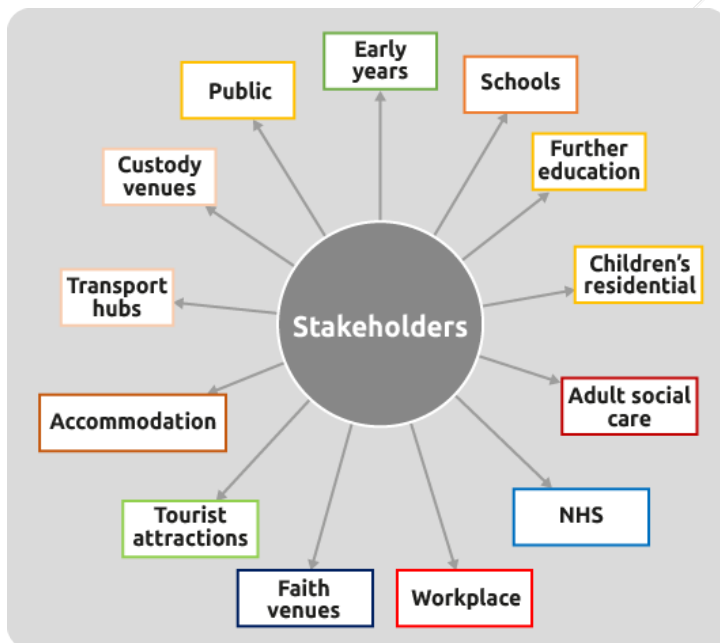 Early
years
Schools
Further
education
Children's
residential
Adult social
care
NHS
Workplace
Faith
venues
Tourist
attractions
Accommodation
Transport
hubs
Custody
venues
Public
Stakeholders